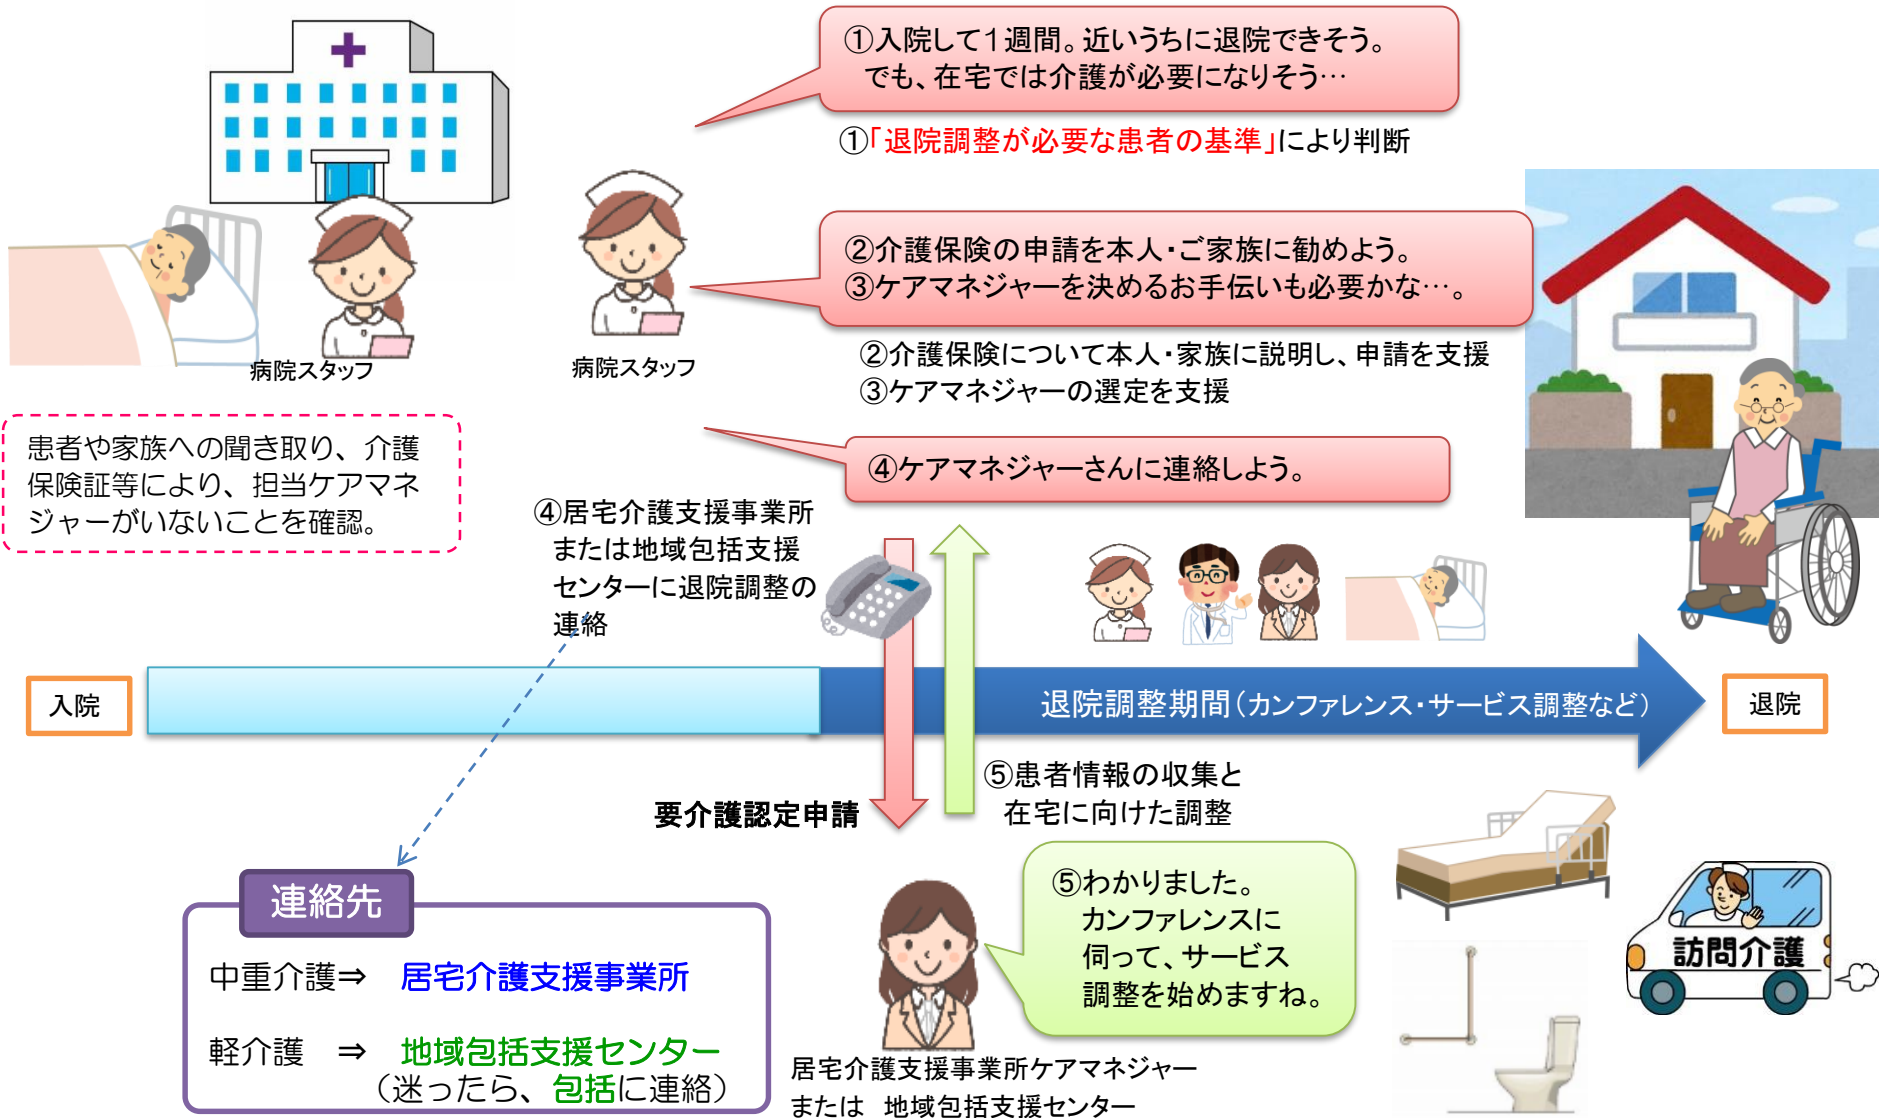 ①入院して1週間。近いうちに退院できそう。
でも、在宅では介護が必要になりそう…
①「退院調整が必要な患者の基準」により判断
②介護保険の申請を本人・ご家族に勧めよう。
③ケアマネジャーを決めるお手伝いも必要かな…。
病院スタッフ
病院スタッフ
②介護保険について本人・家族に説明し、申請を支援
③ケアマネジャーの選定を支援
患者や家族への聞き取り、介護
保険証等により、担当ケアマネ
ジャーがいないことを確認。
④ケアマネジャーさんに連絡しよう。
④居宅介護支援事業所
または地域包括支援
センターに退院調整の
連絡
入院
退院調整期間(カンファレンス・サービス調整など)
退院
要介護認定申請
⑤患者情報の収集と
在宅に向けた調整
連絡先
中重介護⇒ 居宅介護支援事業所
軽介護 ⇒ 地域包括支援センター
(迷ったら、包括に連絡)
⑤わかりました。
カンファレンスに
伺って、サービス
調整を始めますね。
居宅介護支援事業所ケアマネジャー
または 地域包括支援センター
訪問介護